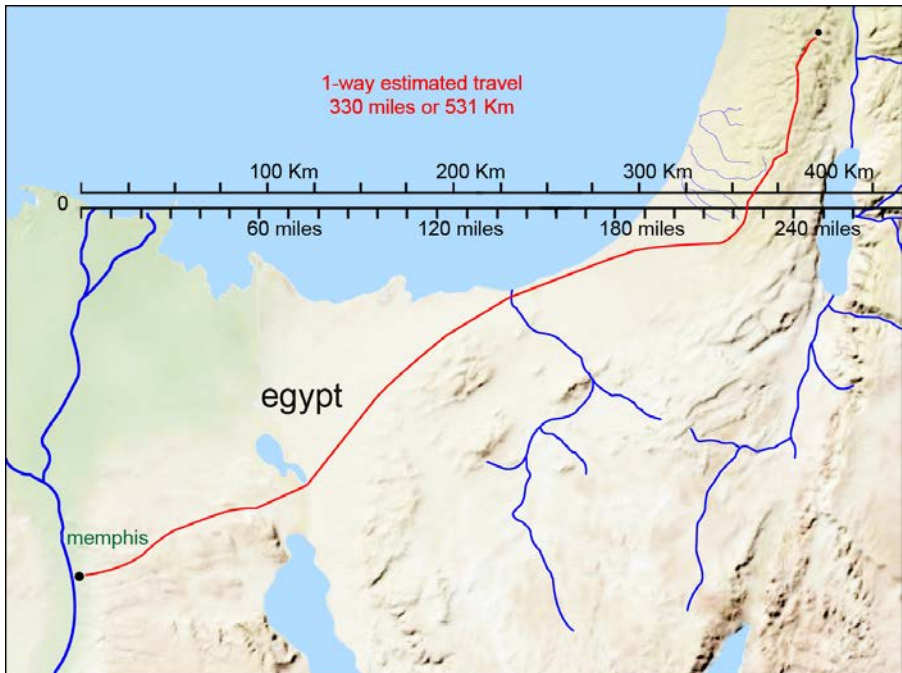 1-way estimated travel
330 miles or 531 Km
100 Km 200 Km 300 Km 400 Km
0
60 miles 120 miles 180 miles 240 miles
egypt
memphis